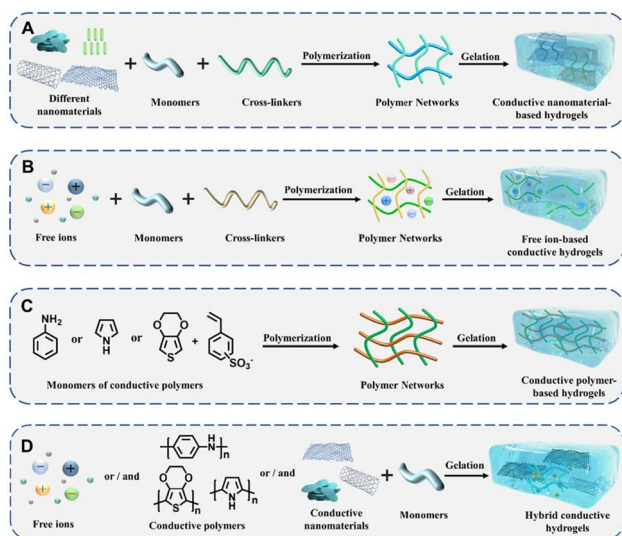 A
Different
nanomaterials
+
Monomers
+
Cross-linkers
Polymerization
Polymer Networks
Gelation
Conductive nanomaterial-
based hydrogels
B
− + + −
Free ions
+
Monomers
+
Cross-linkers
Polymerization
+ − − −
Polymer Networks
Gelation
Free ion-based
conductive hydrogels
C
NH₂
or
N
H
or
O O
S
+
SO₃⁻
Monomers of conductive polymers
Polymerization
Polymer Networks
Gelation
Conductive polymer-
based hydrogels
D
− + + −
Free ions
or / and
H
N
n
O O
S
n
N
H
n
Conductive polymers
or / and
Conductive
nanomaterials
+
Monomers
Gelation
Hybrid conductive
hydrogels